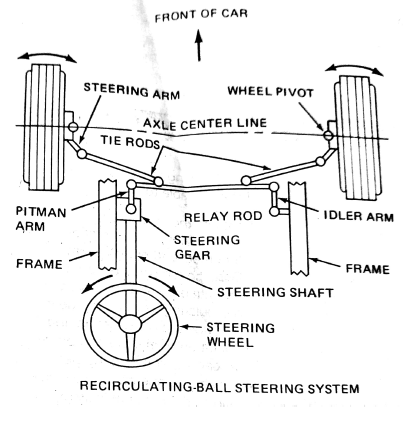 FRONT OF CAR
STEERING ARM
WHEEL PIVOT
AXLE CENTER LINE
TIE RODS
PITMAN
ARM
RELAY ROD
IDLER ARM
STEERING
GEAR
FRAME
FRAME
STEERING SHAFT
STEERING
WHEEL
RECIRCULATING-BALL STEERING SYSTEM